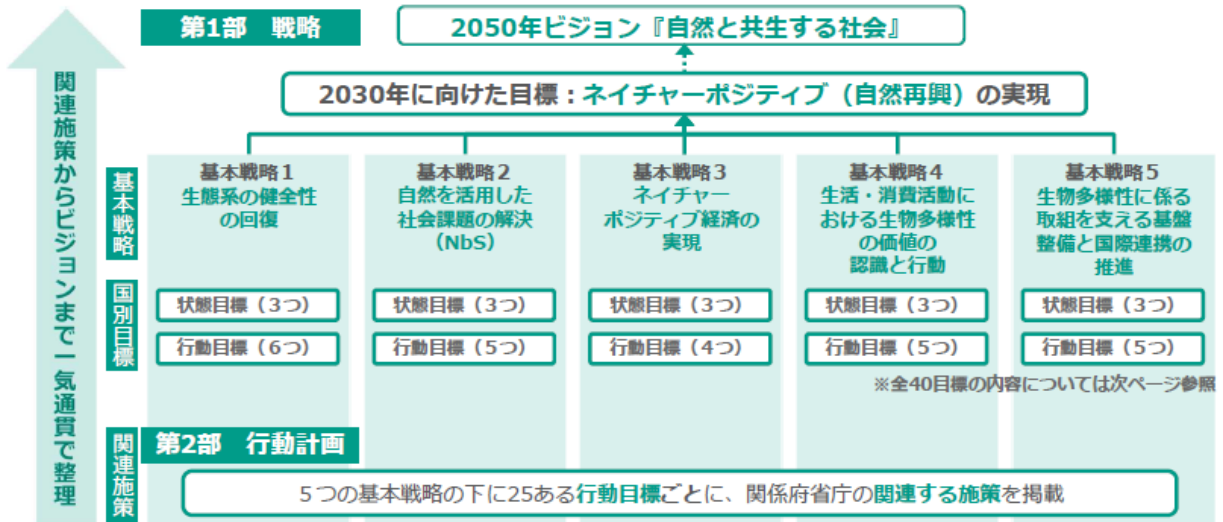 関連施策からビジョンまで一気通貫で整理
第1部 戦略
2050年ビジョン『自然と共生する社会』
2030年に向けた目標：ネイチャーポジティブ（自然再興）の実現
基本戦略
基本戦略1
生態系の健全性
の回復
基本戦略2
自然を活用した
社会課題の解決
（NbS）
基本戦略3
ネイチャー
ポジティブ経済の
実現
基本戦略4
生活・消費活動に
おける生物多様性
の価値の
認識と行動
基本戦略5
生物多様性に係る
取組を支える基盤
整備と国際連携の
推進
国別目標
状態目標（3つ）
状態目標（3つ）
状態目標（3つ）
状態目標（3つ）
状態目標（3つ）
行動目標（6つ）
行動目標（5つ）
行動目標（4つ）
行動目標（5つ）
行動目標（5つ）
※全40目標の内容については次ページ参照
関連施策
第2部 行動計画
５つの基本戦略の下に25ある行動目標ごとに、関係府省庁の関連する施策を掲載